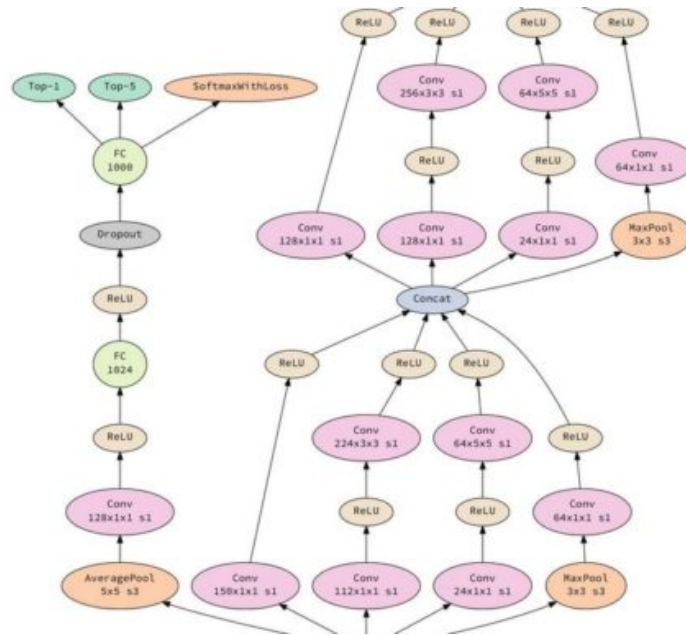 ReLU
ReLU
ReLU
ReLU
Top-1
Top-5
SoftmaxWithLoss
Conv
256x3x3 s1
Conv
64x5x5 s1
FC
1000
ReLU
ReLU
Conv
64x1x1 s1
Dropout
Conv
128x1x1 s1
Conv
128x1x1 s1
Conv
24x1x1 s1
MaxPool
3x3 s3
ReLU
Concat
FC
1024
ReLU
ReLU
ReLU
ReLU
Conv
224x3x3 s1
Conv
64x5x5 s1
ReLU
ReLU
Conv
128x1x1 s1
ReLU
ReLU
Conv
64x1x1 s1
AveragePool
5x5 s3
Conv
150x1x1 s1
Conv
112x1x1 s1
Conv
24x1x1 s1
MaxPool
3x3 s3